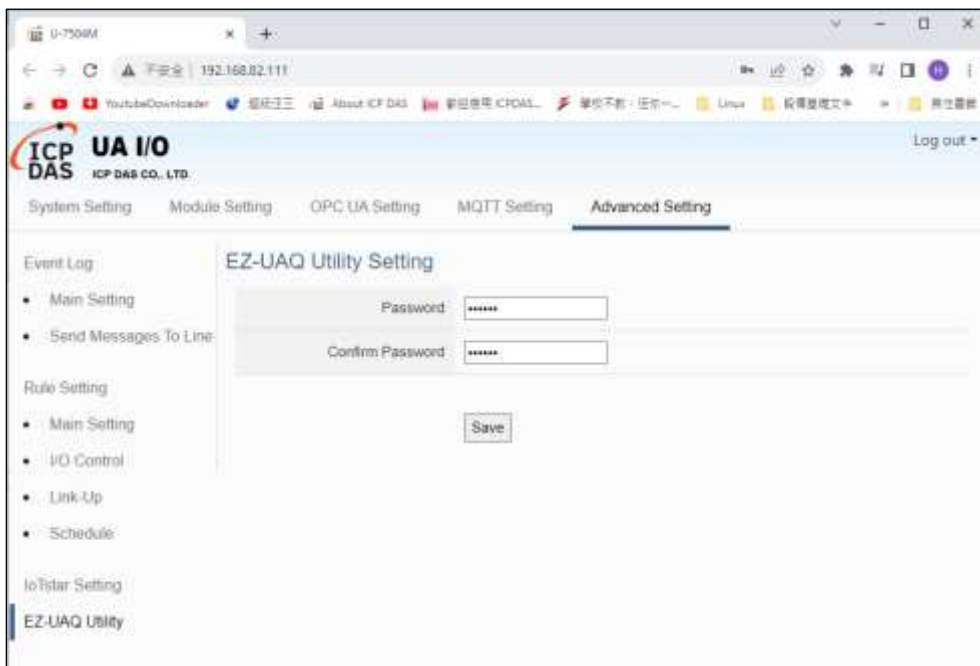 U-7504M
不安全 | 192.168.82.111
YoutubeDownloader About ICP DAS Linux
ICP DAS UA I/O
ICP DAS CO., LTD
Log out
System Setting Module Setting OPC UA Setting MQTT Setting Advanced Setting
Event Log
Main Setting
Send Messages To Line
Rule Setting
Main Setting
I/O Control
Link-Up
Schedule
IoTstar Setting
EZ-UAQ Utility
EZ-UAQ Utility Setting
Password
Confirm Password
Save